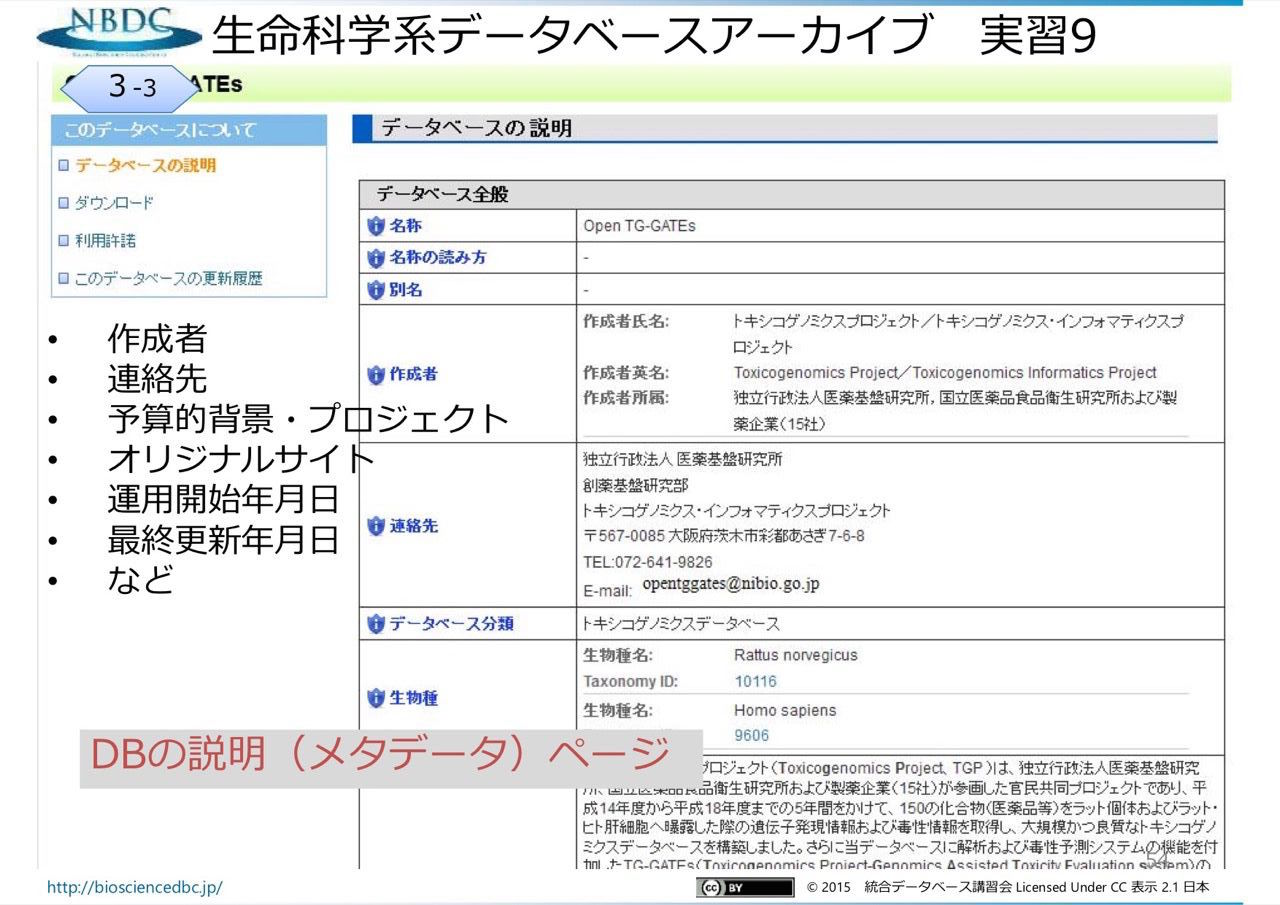 NBDC
生命科学系データベースアーカイブ　実習9
3-3
ATEs
このデータベースについて
データベースの説明
ダウンロード
利用許諾
このデータベースの更新履歴
• 作成者
• 連絡先
• 予算的背景・プロジェクト
• オリジナルサイト
• 運用開始年月日
• 最終更新年月日
• など
データベースの説明
データベース全般
名称 Open TG-GATEs
名称の読み方 -
別名 -
作成者
作成者氏名: トキシコゲノミクスプロジェクト／トキシコゲノミクス・インフォマティクスプ
ロジェクト
作成者英名: Toxicogenomics Project／Toxicogenomics Informatics Project
作成者所属: 独立行政法人医薬基盤研究所, 国立医薬品食品衛生研究所および製
薬企業(15社)
連絡先
独立行政法人 医薬基盤研究所
創薬基盤研究部
トキシコゲノミクス・インフォマティクスプロジェクト
〒567-0085 大阪府茨木市彩都あさぎ7-6-8
TEL:072-641-9826
E-mail: opentggates@nibio.go.jp
データベース分類 トキシコゲノミクスデータベース
生物種
生物種名: Rattus norvegicus
Taxonomy ID: 10116
生物種名: Homo sapiens
9606
DBの説明（メタデータ）ページ
プロジェクト(Toxicogenomics Project, TGP )は、独立行政法人医薬基盤研究
所、国立医薬品食品衛生研究所および製薬企業(15社)が参画した官民共同プロジェクトであり、平
成14年度から平成18年度までの5年間をかけて、150の化合物(医薬品等)をラット個体およびラット・
ヒト肝細胞へ曝露した際の遺伝子発現情報および毒性情報を取得し、大規模かつ良質なトキシコゲノ
ミクスデータベースを構築しました。さらに当データベースに解析および毒性予測システムの機能を付
加したTG-GATEs(Toxicogenomics Project-Genomics Assisted Toxicity Evaluation system)の
54
http://biosciencedbc.jp/
cc BY
© 2015　統合データベース講習会 Licensed Under CC 表示 2.1 日本